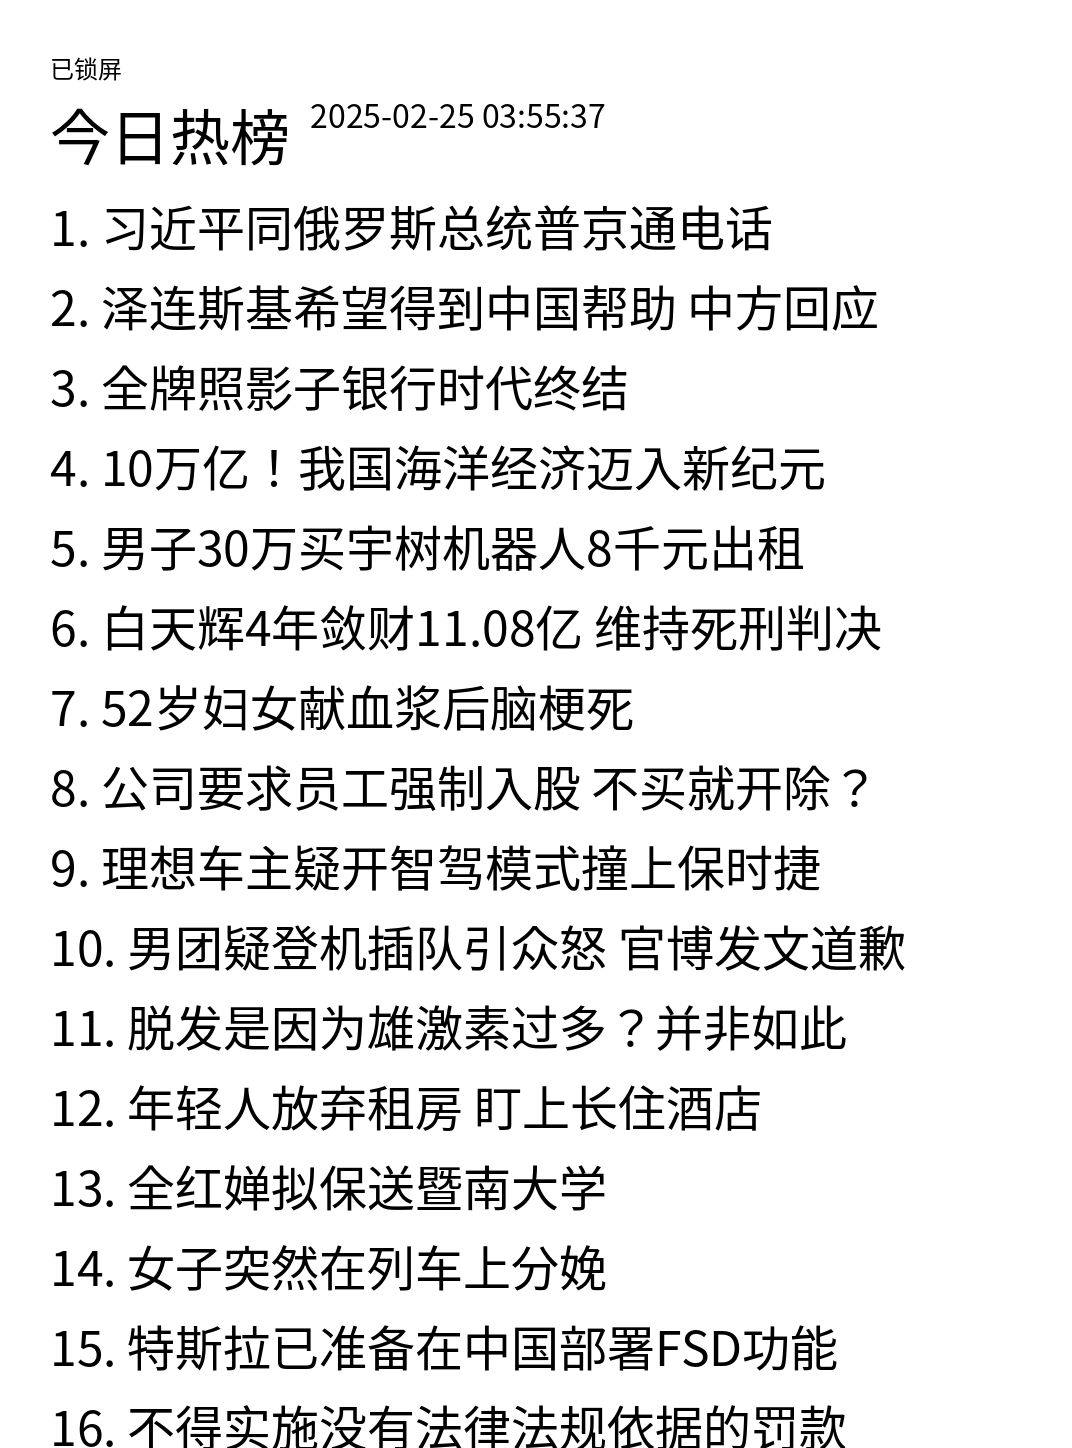 已锁屏
今日热榜 2025-02-25 03:55:37
1. 习近平同俄罗斯总统普京通电话
2. 泽连斯基希望得到中国帮助 中方回应
3. 全牌照影子银行时代终结
4. 10万亿！我国海洋经济迈入新纪元
5. 男子30万买宇树机器人8千元出租
6. 白天辉4年敛财11.08亿 维持死刑判决
7. 52岁妇女献血浆后脑梗死
8. 公司要求员工强制入股 不买就开除？
9. 理想车主疑开智驾模式撞上保时捷
10. 男团疑登机插队引众怒 官博发文道歉
11. 脱发是因为雄激素过多？并非如此
12. 年轻人放弃租房 盯上长住酒店
13. 全红婵拟保送暨南大学
14. 女子突然在列车上分娩
15. 特斯拉已准备在中国部署FSD功能
16. 不得实施没有法律法规依据的罚款